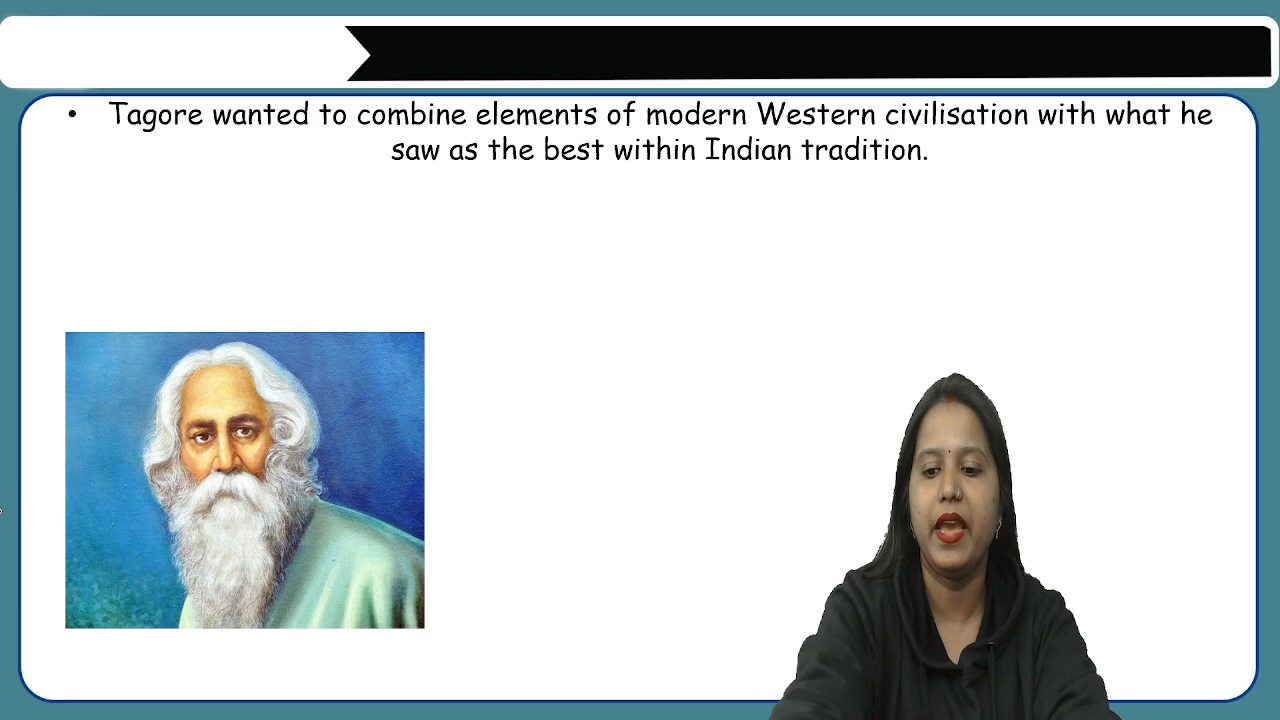 • Tagore wanted to combine elements of modern Western civilisation with what he
saw as the best within Indian tradition.